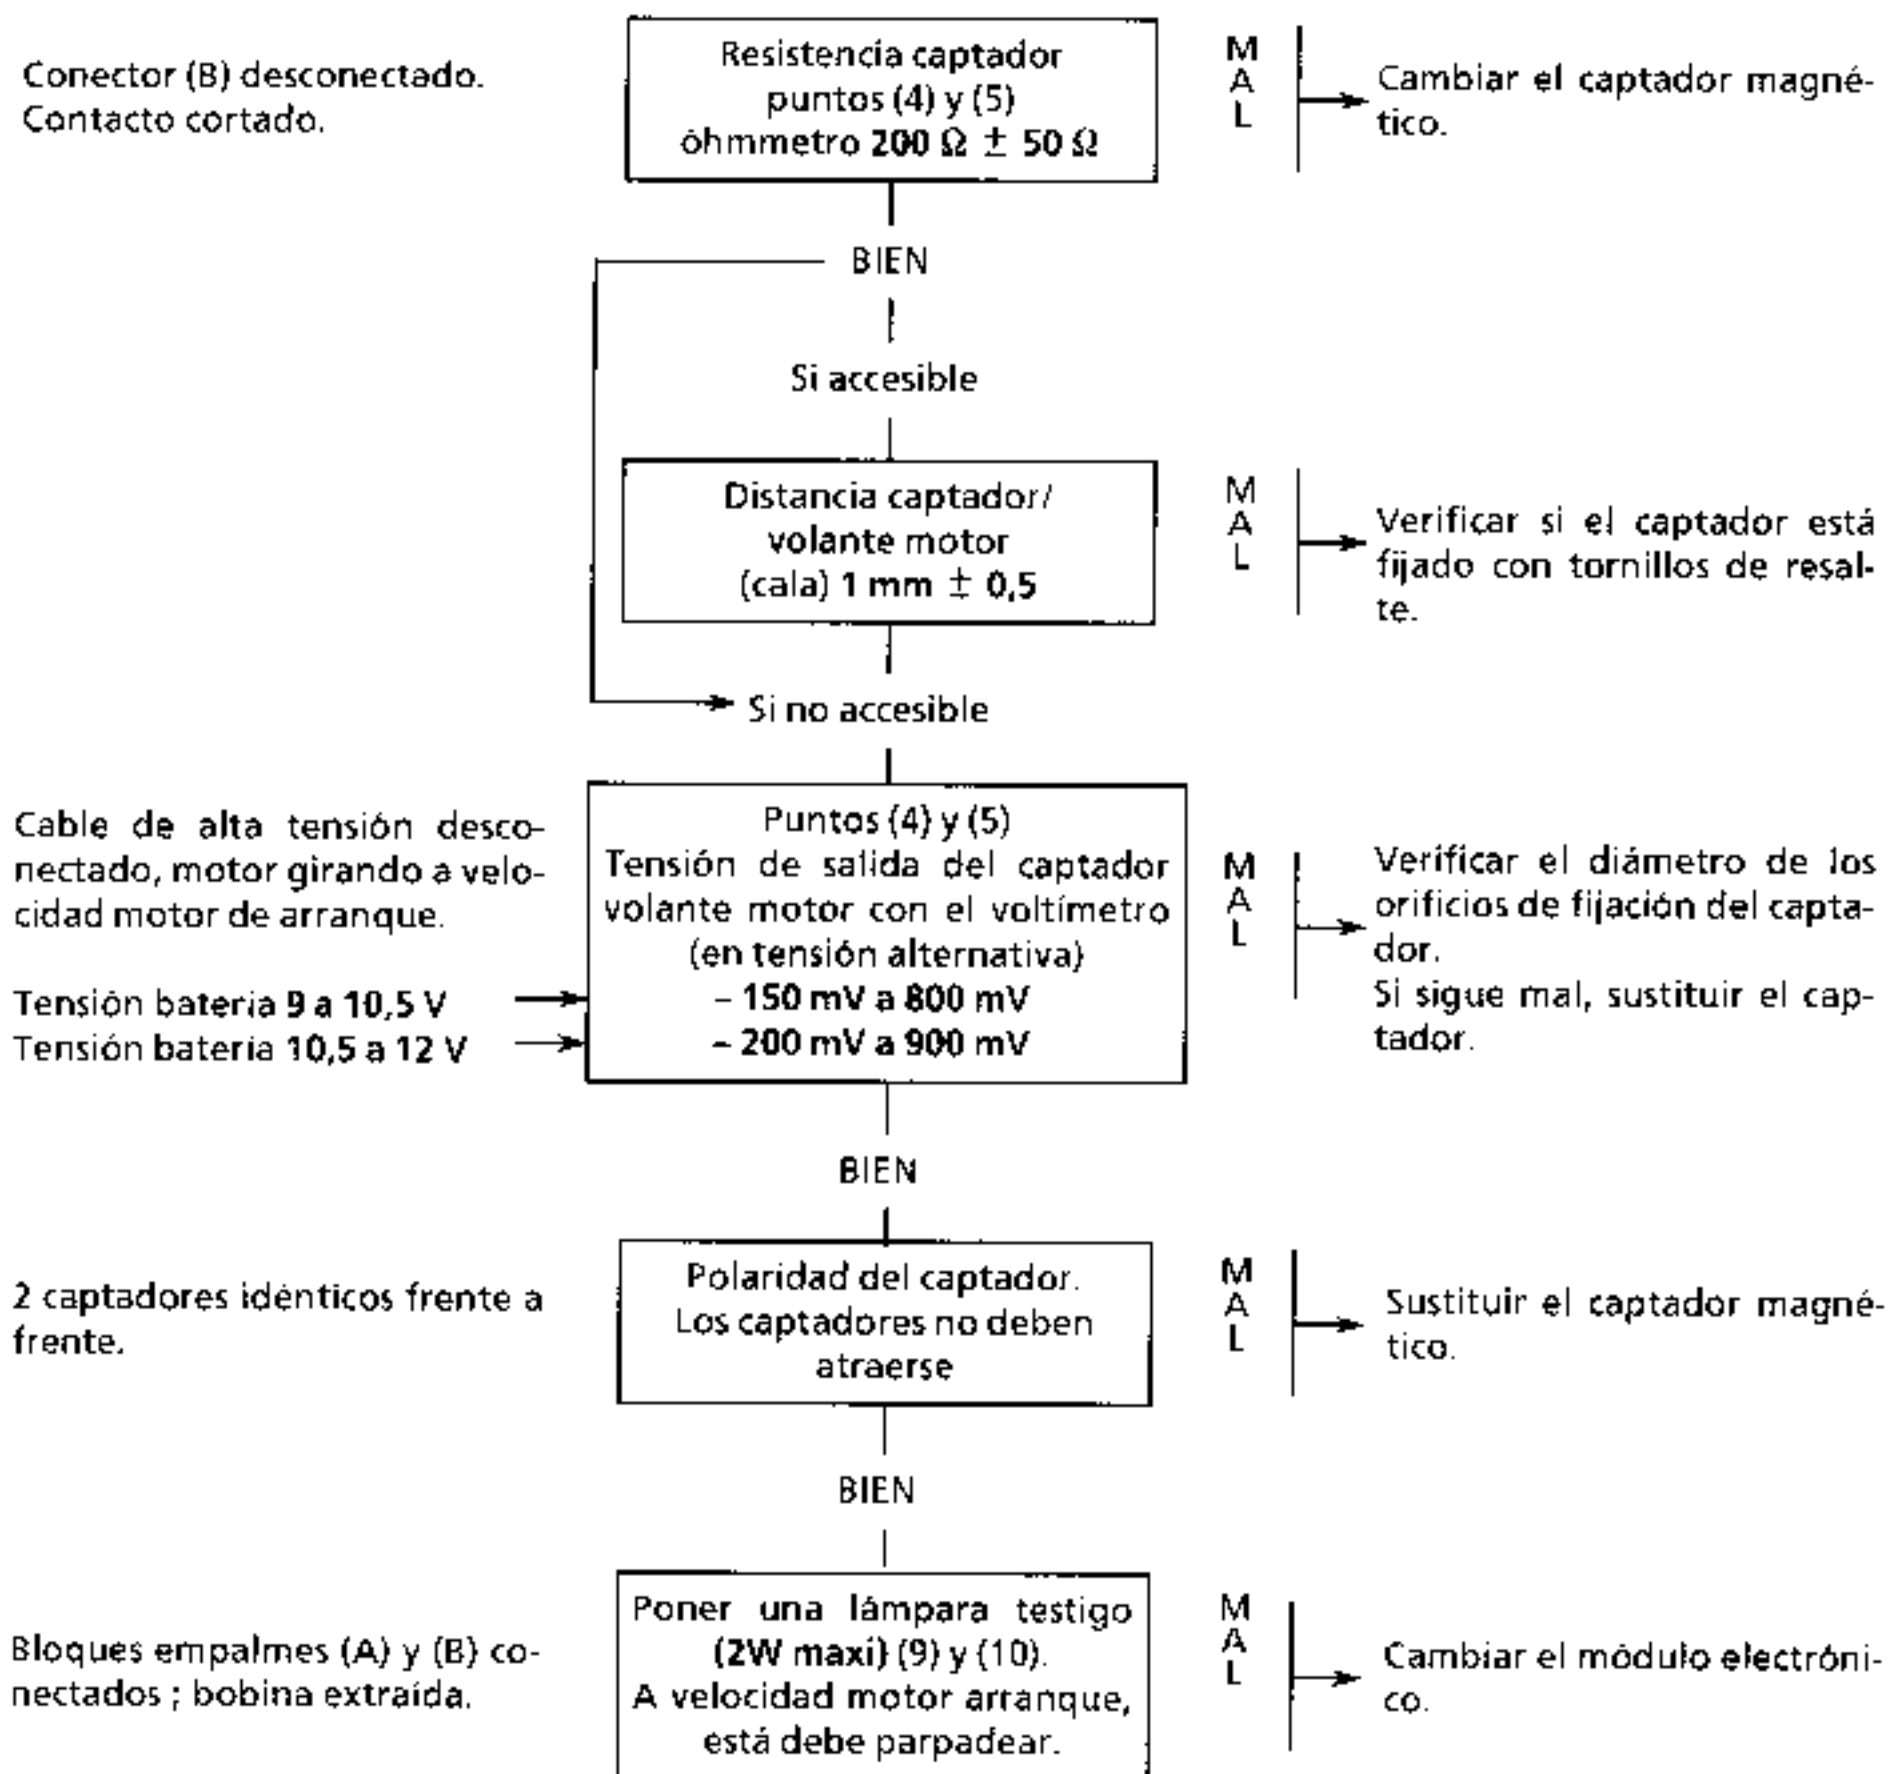 Conector (B) desconectado.
Contacto cortado.
Resistencia captador
puntos (4) y (5)
óhmmetro 200 Ω ± 50 Ω
M
A
L
Cambiar el captador magné-
tico.
BIEN
Si accesible
Distancia captador/
volante motor
(cala) 1 mm ± 0,5
M
A
L
Verificar si el captador está
fijado con tornillos de resal-
te.
Si no accesible
Cable de alta tensión desco-
nectado, motor girando a velo-
cidad motor de arranque.
Tensión batería 9 a 10,5 V
Tensión batería 10,5 a 12 V
Puntos (4) y (5)
Tensión de salida del captador
volante motor con el voltímetro
(en tensión alternativa)
– 150 mV a 800 mV
– 200 mV a 900 mV
M
A
L
Verificar el diámetro de los
orificios de fijación del capta-
dor.
Si sigue mal, sustituir el cap-
tador.
BIEN
2 captadores idénticos frente a
frente.
Polaridad del captador.
Los captadores no deben
atraerse
M
A
L
Sustituir el captador magné-
tico.
BIEN
Bloques empalmes (A) y (B) co-
nectados ; bobina extraída.
Poner una lámpara testigo
(2W maxi) (9) y (10).
A velocidad motor arranque,
está debe parpadear.
M
A
L
Cambiar el módulo electróni-
co.